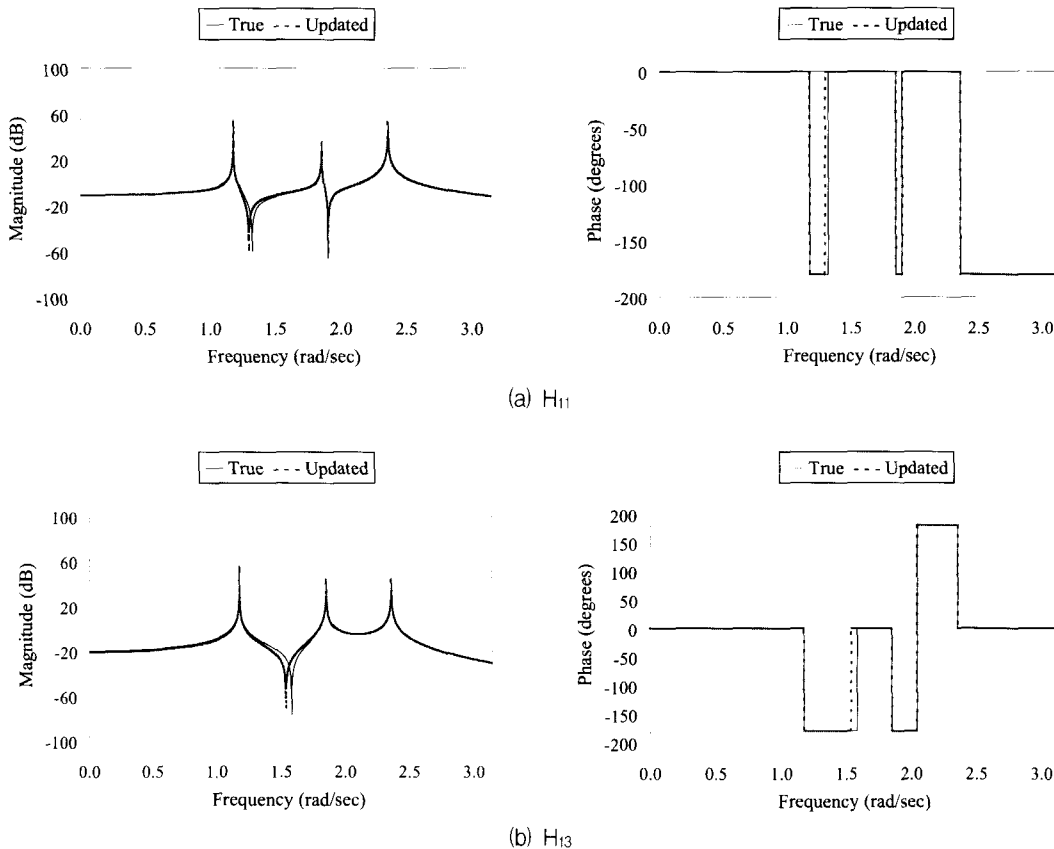 True Updated
100
60
20
-20
-60
-100
Magnitude (dB)
0.0 0.5 1.0 1.5 2.0 2.5 3.0
Frequency (rad/sec)
True Updated
0
-50
-100
-150
-200
Phase (degrees)
0.0 0.5 1.0 1.5 2.0 2.5 3.0
Frequency (rad/sec)
(a) H11
True Updated
100
60
20
-20
-60
-100
Magnitude (dB)
0.0 0.5 1.0 1.5 2.0 2.5 3.0
Frequency (rad/sec)
True Updated
200
150
100
50
0
-50
-100
-150
-200
Phase (degrees)
0.0 0.5 1.0 1.5 2.0 2.5 3.0
Frequency (rad/sec)
(b) H13